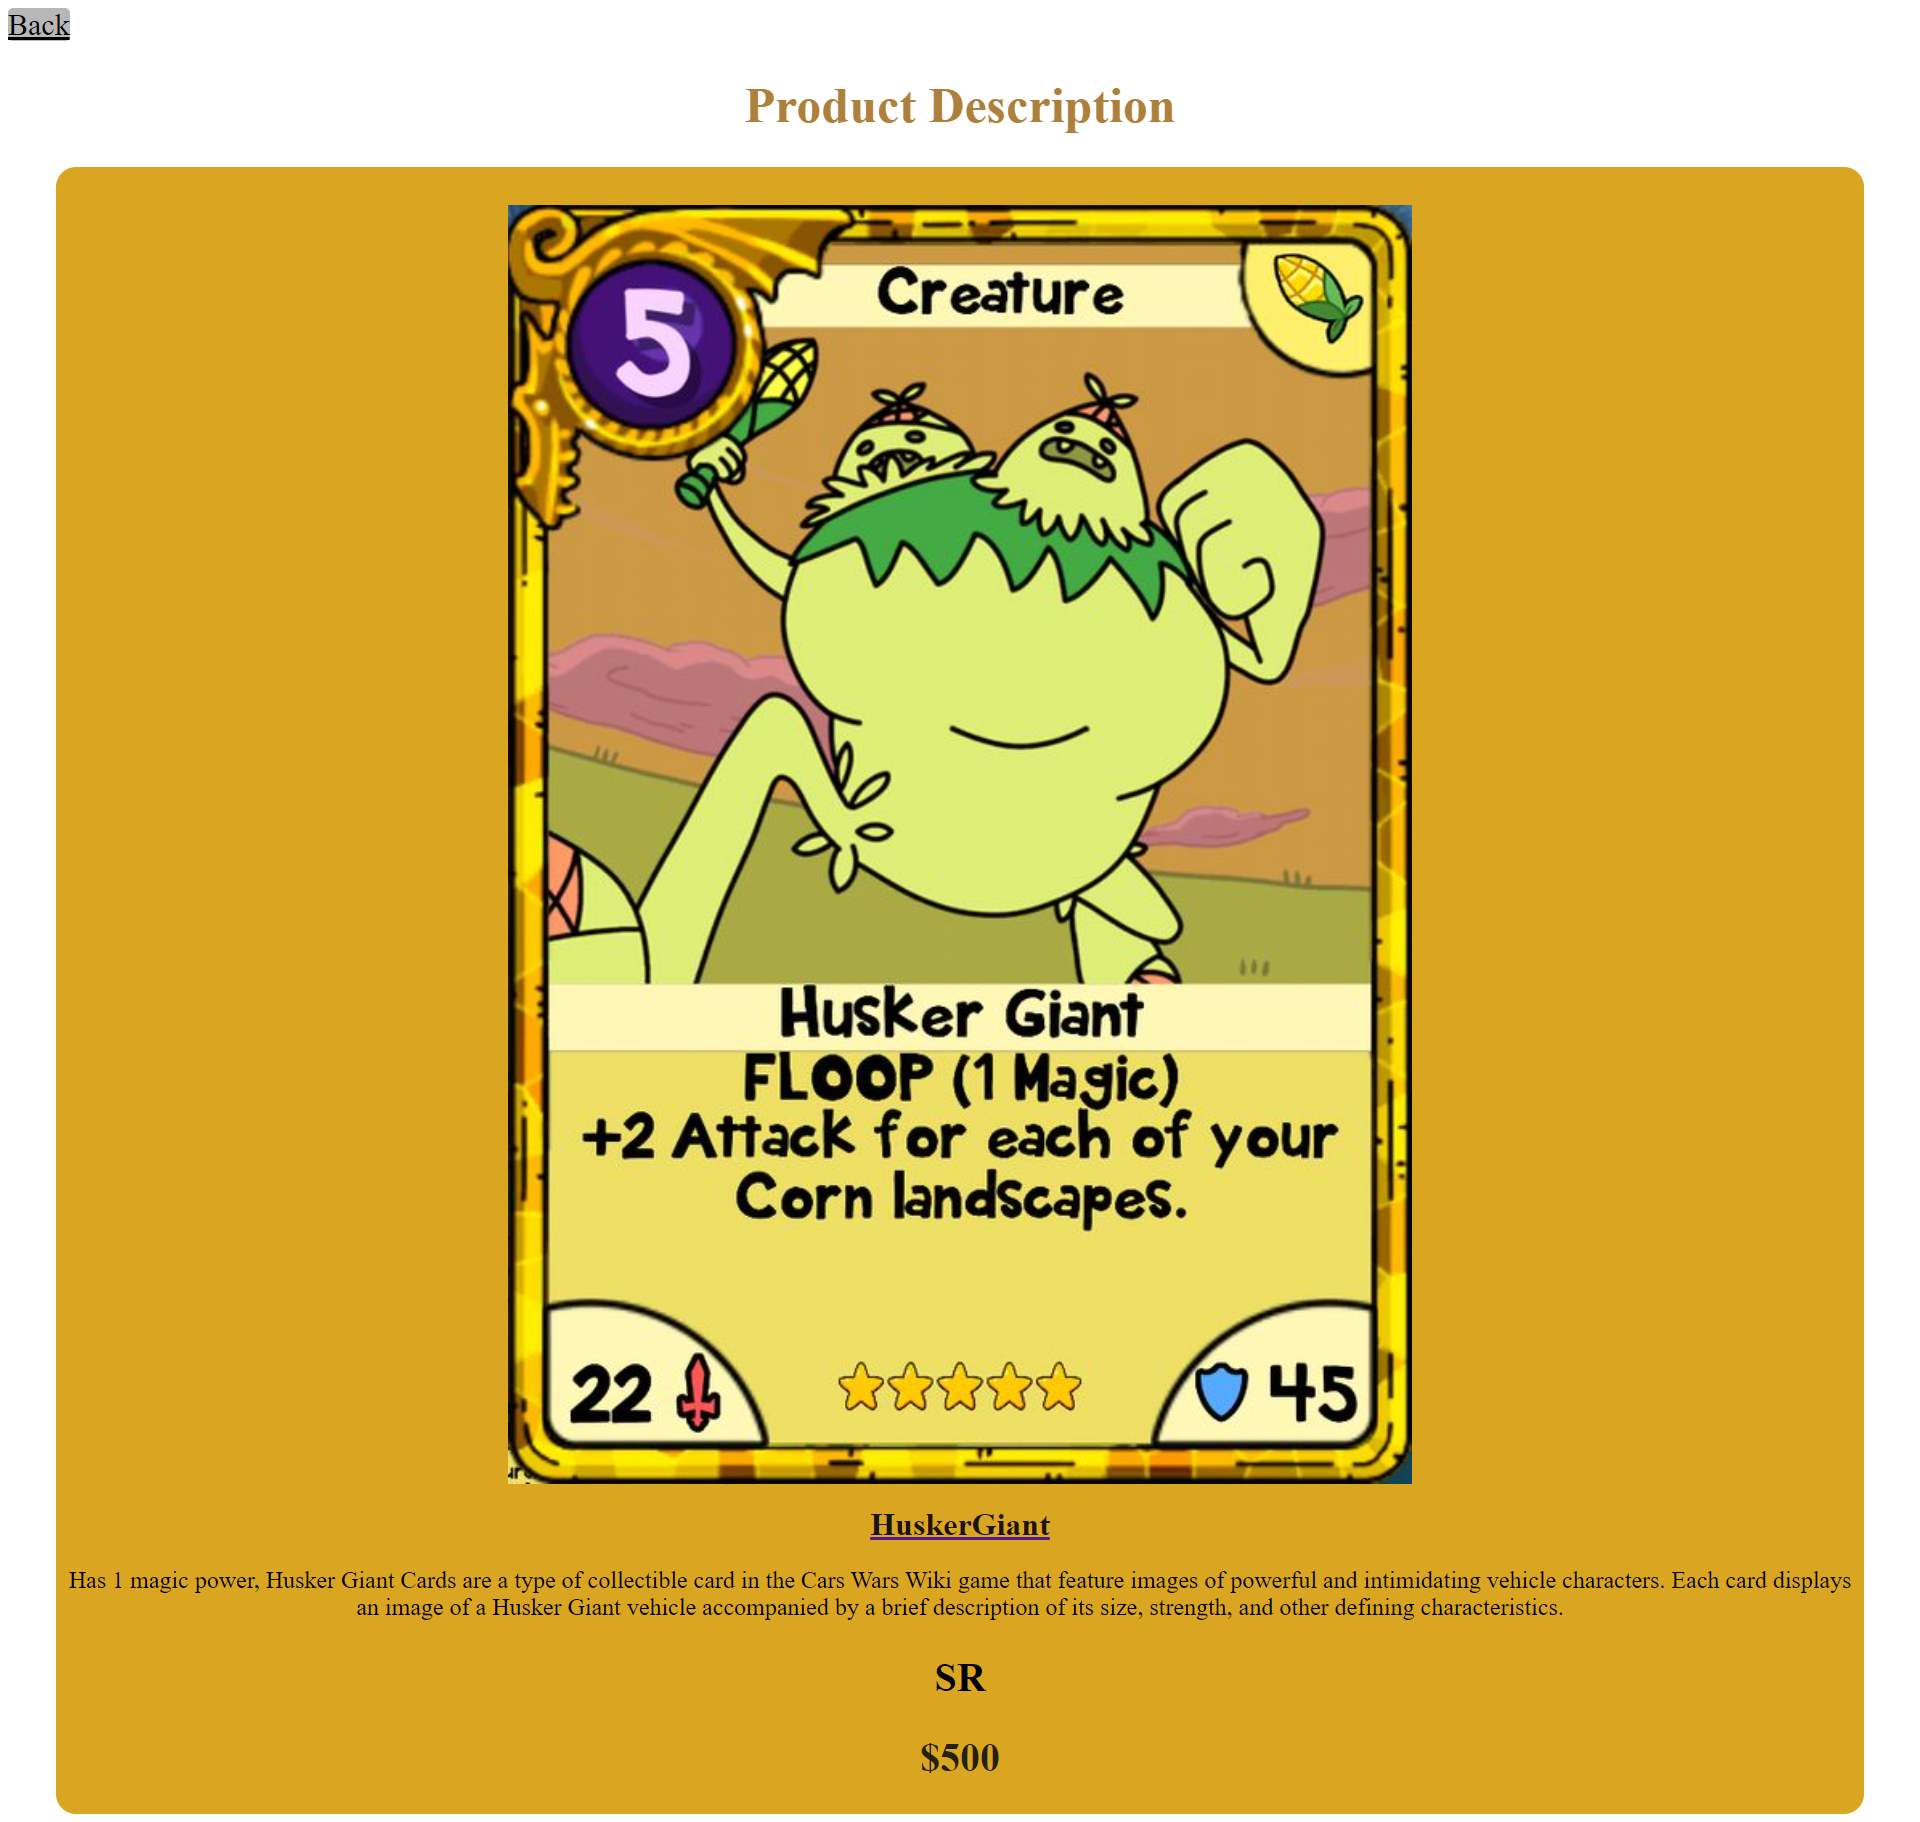 Back
Product Description
5
Creature
Husker Giant
FLOOP (1 Magic)
+2 Attack for each of your
Corn landscapes.
22
45
HuskerGiant
Has 1 magic power, Husker Giant Cards are a type of collectible card in the Cars Wars Wiki game that feature images of powerful and intimidating vehicle characters. Each card displays
an image of a Husker Giant vehicle accompanied by a brief description of its size, strength, and other defining characteristics.
SR
$500